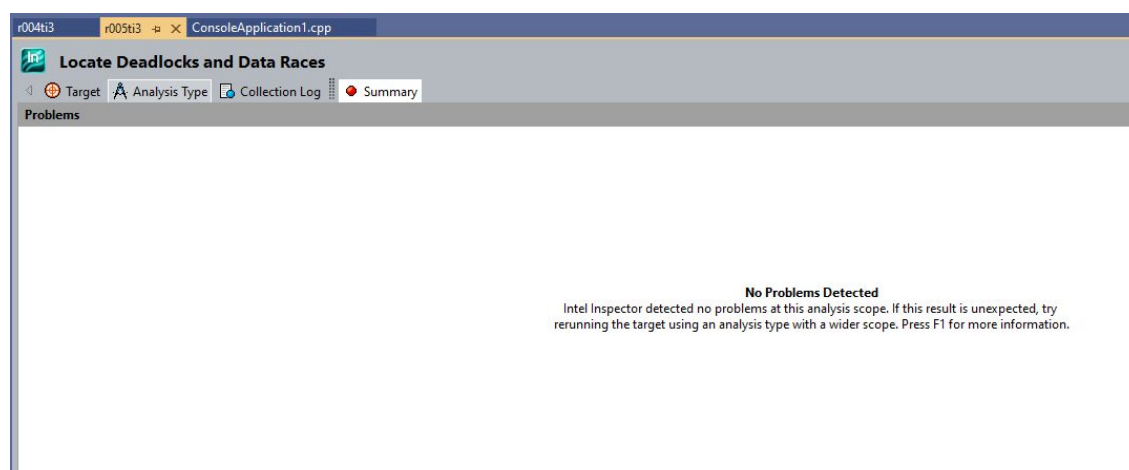 r004ti3 r005ti3 ConsoleApplication1.cpp
In
Locate Deadlocks and Data Races
Target Analysis Type Collection Log Summary
Problems
No Problems Detected
Intel Inspector detected no problems at this analysis scope. If this result is unexpected, try
rerunning the target using an analysis type with a wider scope. Press F1 for more information.